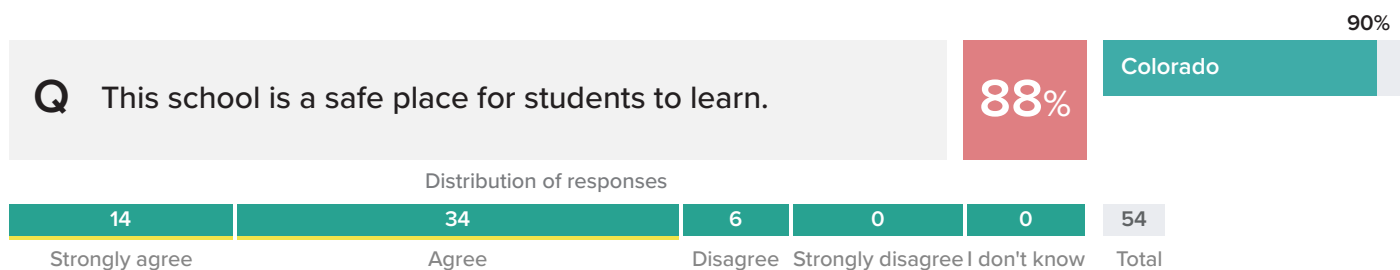 90%
Q This school is a safe place for students to learn.
88%
Colorado
Distribution of responses
14 34 6 0 0 54
Strongly agree Agree Disagree Strongly disagree I don't know Total